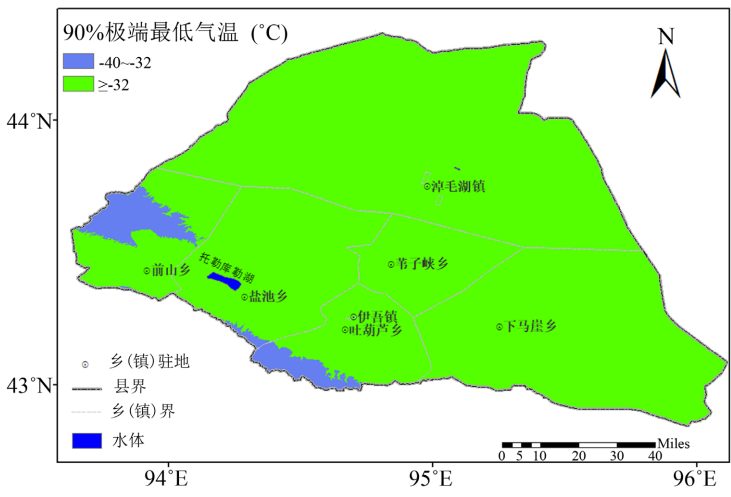 90%极端最低气温 (°C)
-40~-32
≥-32
N
44°N
43°N
淖毛湖镇
托勒库勒湖
前山乡
苇子峡乡
盐池乡
伊吾镇
吐葫芦乡
下马崖乡
乡(镇)驻地
县界
乡(镇)界
水体
Miles
0 5 10 20 30 40
94°E
95°E
96°E